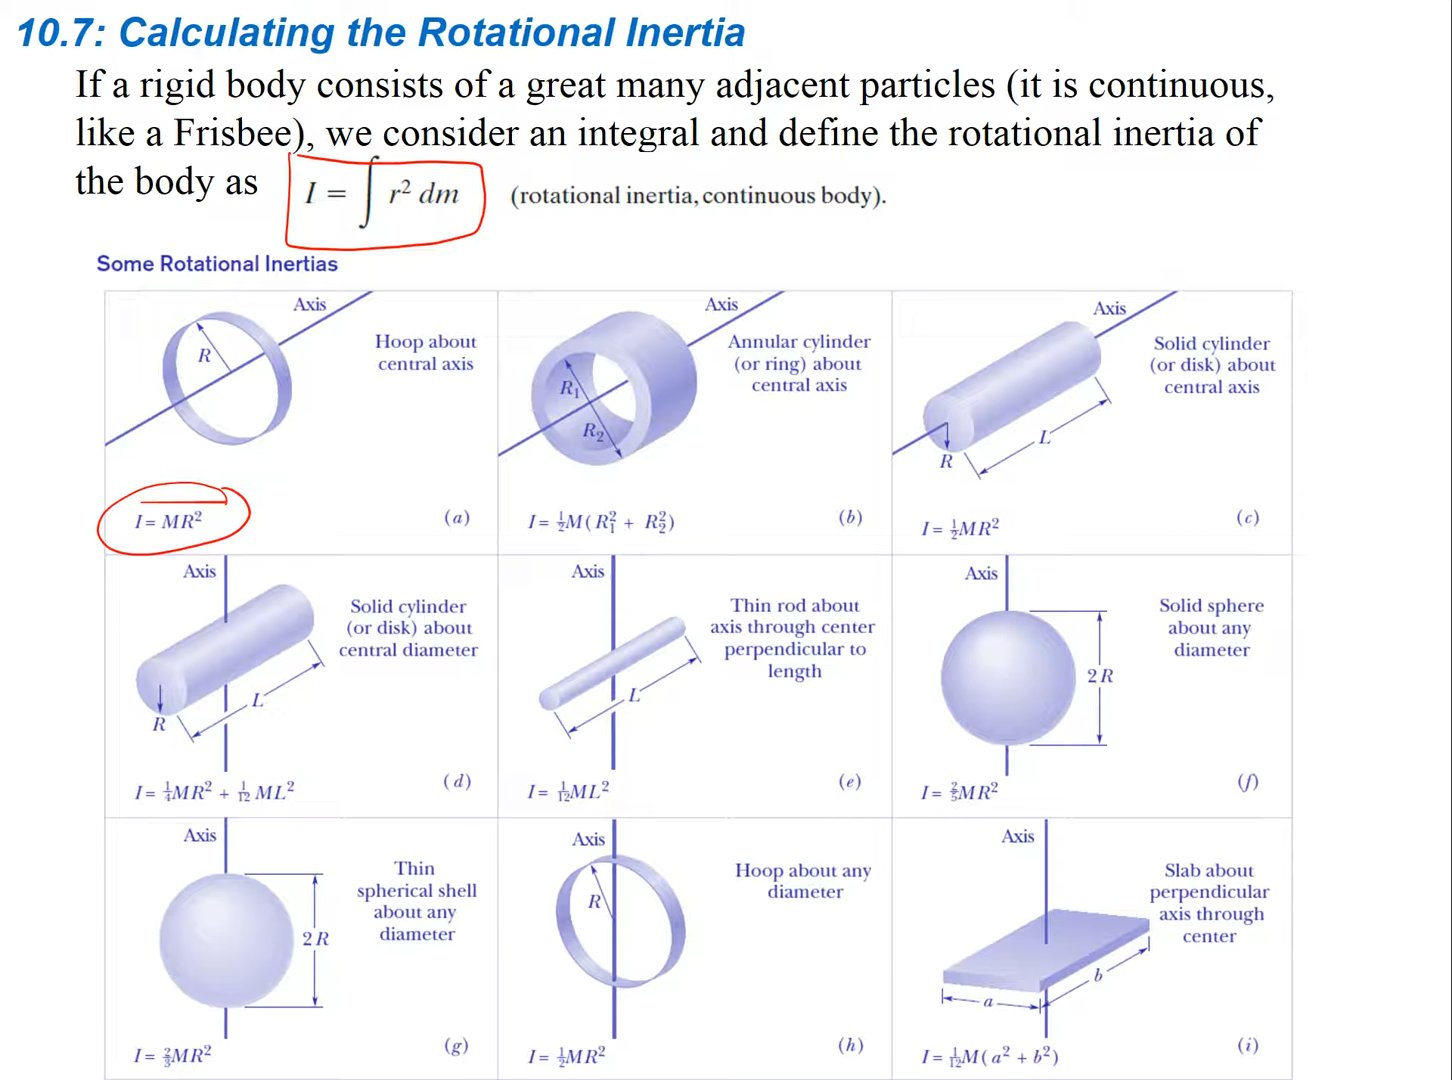 10.7: Calculating the Rotational Inertia
If a rigid body consists of a great many adjacent particles (it is continuous,
like a Frisbee), we consider an integral and define the rotational inertia of
the body as I = ∫ r² dm (rotational inertia, continuous body).
Some Rotational Inertias
Axis
R
Hoop about
central axis
I = MR²
(a)
Axis
R₁
R₂
Annular cylinder
(or ring) about
central axis
I = ½M(R₁² + R₂²)
(b)
Axis
R
L
Solid cylinder
(or disk) about
central axis
I = ½MR²
(c)
Axis
R
L
Solid cylinder
(or disk) about
central diameter
I = ¼MR² + 1/12 ML²
(d)
Axis
L
Thin rod about
axis through center
perpendicular to
length
I = 1/12 ML²
(e)
Axis
2R
Solid sphere
about any
diameter
I = ⅖MR²
(f)
Axis
2R
Thin
spherical shell
about any
diameter
I = ⅔MR²
(g)
Axis
R
Hoop about any
diameter
I = ½MR²
(h)
Axis
a
b
Slab about
perpendicular
axis through
center
I = 1/12 M(a² + b²)
(i)